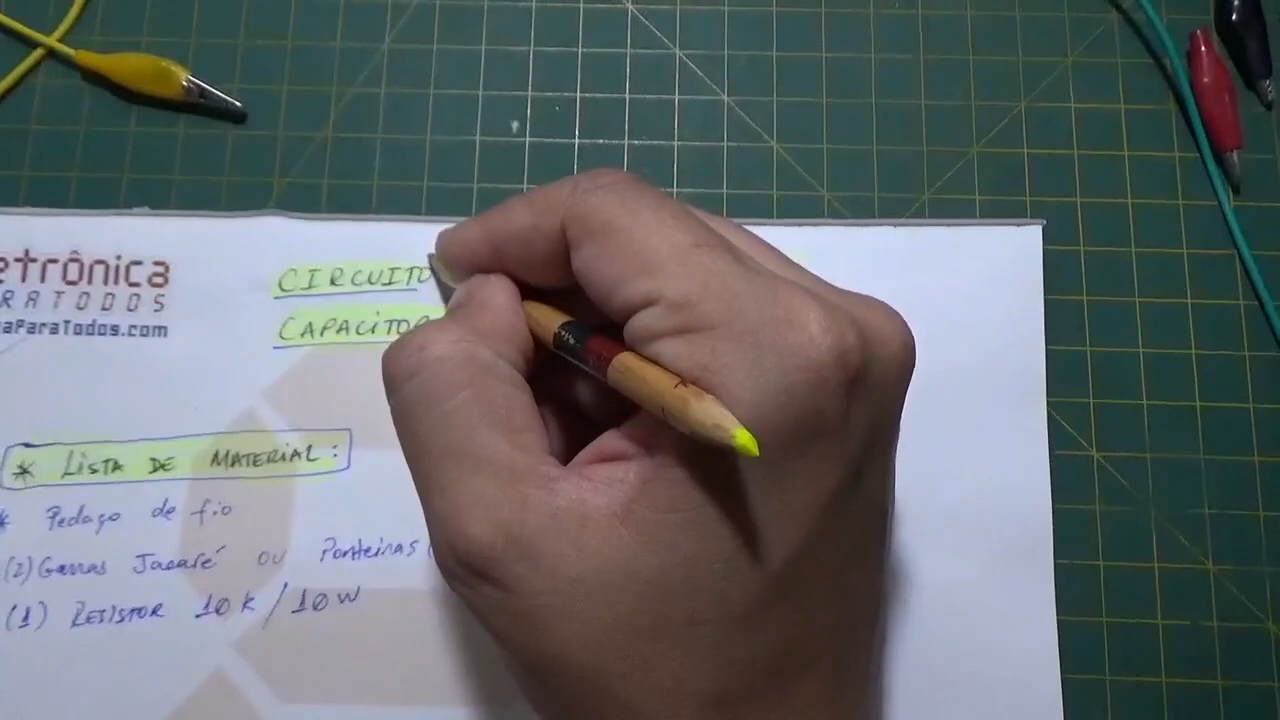 etrônica
RATODOS
aParaTodos.com
CIRCUITO
CAPACITOR
* LISTA DE MATERIAL:
* Pedaço de fio
(2) Garras Jacaré ou Ponteiras (
(1) RESISTOR 10K/10W